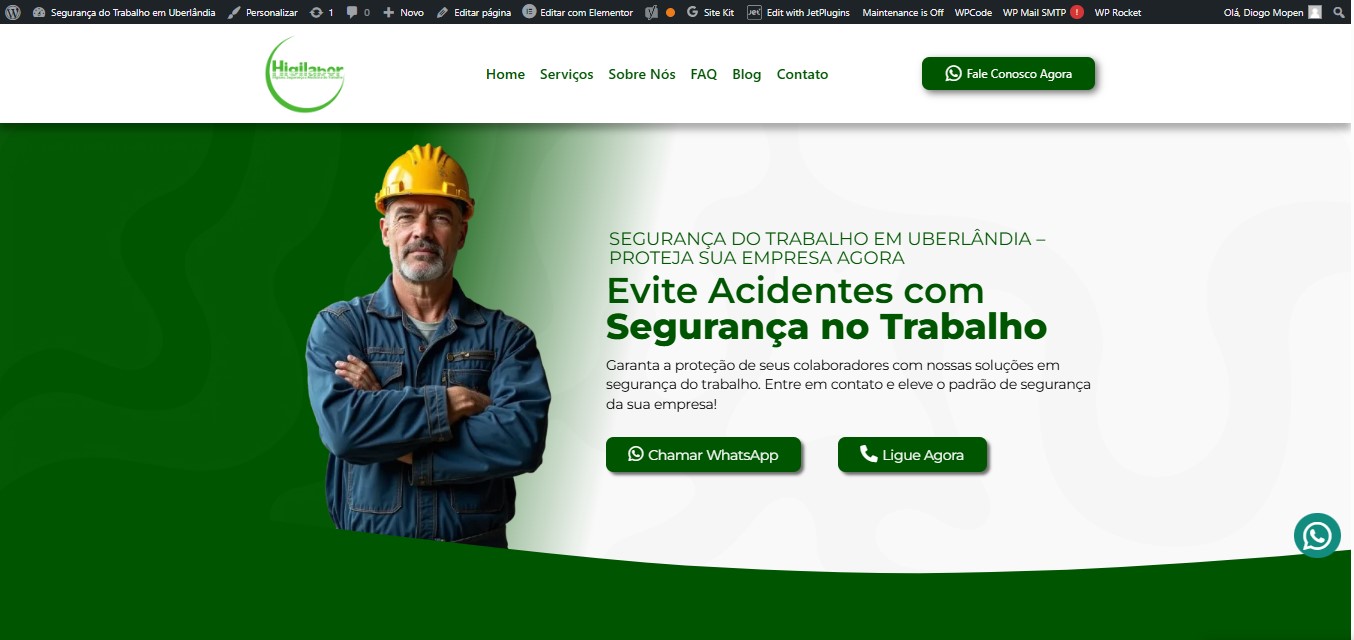 Segurança do Trabalho em Uberlândia Personalizar 1 0 Novo Editar página Editar com Elementor Site Kit Edit with JetPlugins Maintenance is Off WPCode WP Mail SMTP ! WP Rocket Olá, Diogo Mopen
Higilabor
Home Serviços Sobre Nós FAQ Blog Contato
Fale Conosco Agora
SEGURANÇA DO TRABALHO EM UBERLÂNDIA –
PROTEJA SUA EMPRESA AGORA
Evite Acidentes com
Segurança no Trabalho
Garanta a proteção de seus colaboradores com nossas soluções em
segurança do trabalho. Entre em contato e eleve o padrão de segurança
da sua empresa!
Chamar WhatsApp Ligue Agora